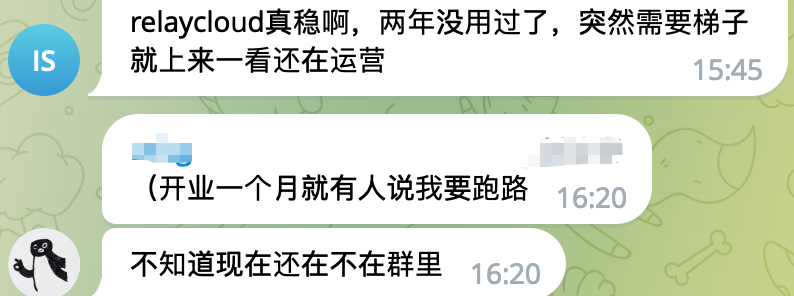 relaycloud真稳啊，两年没用过了，突然需要梯子
就上来一看还在运营
15:45
IS
（开业一个月就有人说我要跑路
16:20
不知道现在还在不在群里
16:20